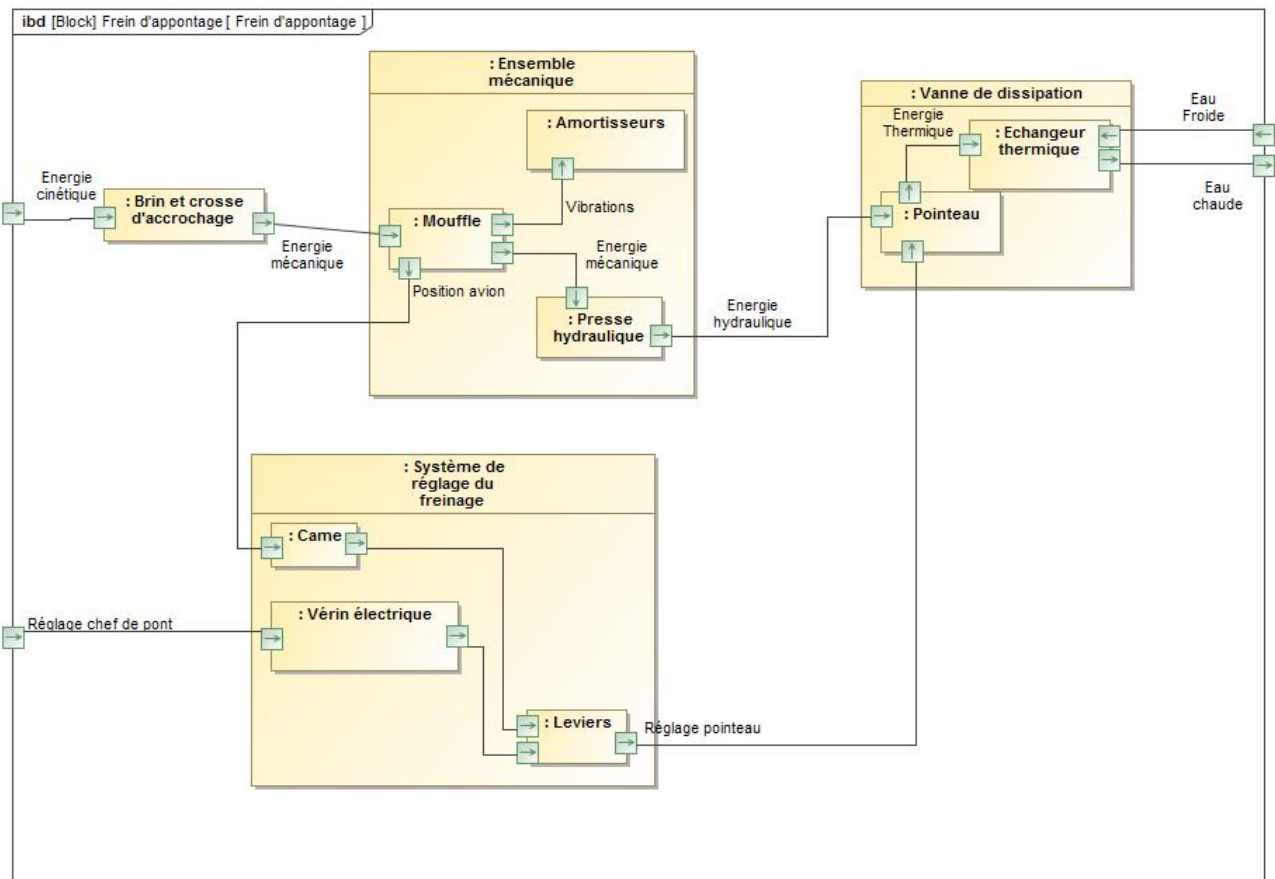 ibd [Block] Frein d'appontage [ Frein d'appontage ]
: Ensemble
mécanique
: Amortisseurs
: Vanne de dissipation
Energie
Thermique
: Echangeur
thermique
Eau
Froide
Eau
chaude
Energie
cinétique
: Brin et crosse
d'accrochage
Energie
mécanique
: Mouffle
Vibrations
Energie
mécanique
Position avion
: Presse
hydraulique
Energie
hydraulique
: Pointeau
: Système de
réglage du
freinage
: Came
: Vérin électrique
Réglage chef de pont
: Leviers
Réglage pointeau